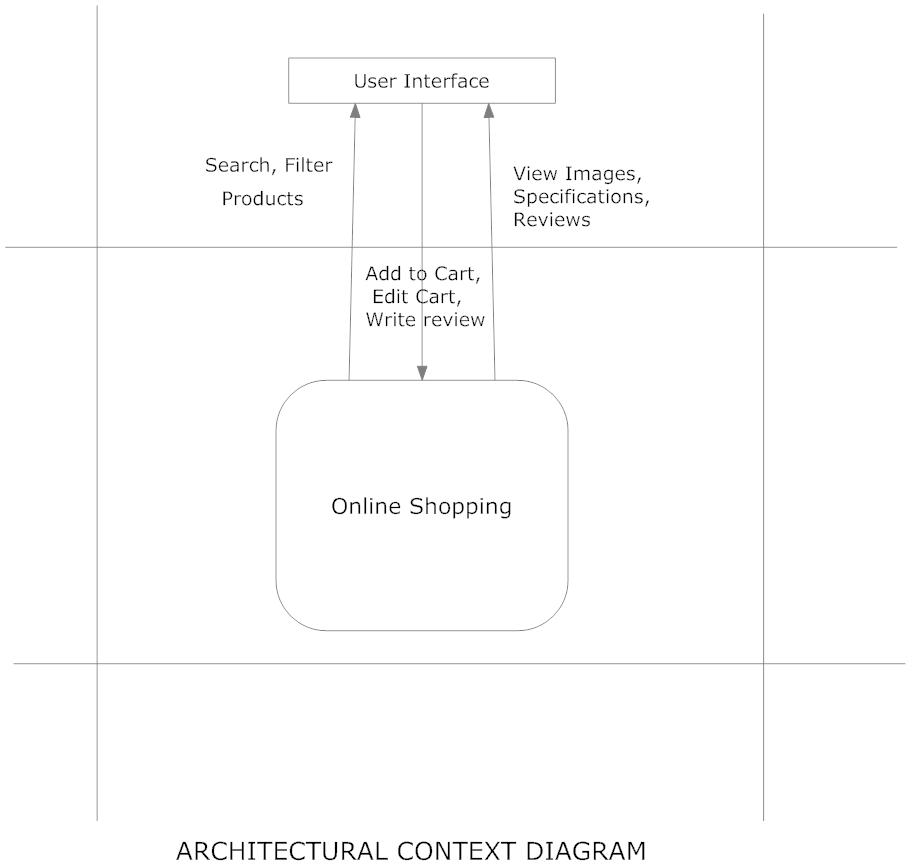 User Interface
Search, Filter
Products
View Images,
Specifications,
Reviews
Add to Cart,
Edit Cart,
Write review
Online Shopping
ARCHITECTURAL CONTEXT DIAGRAM